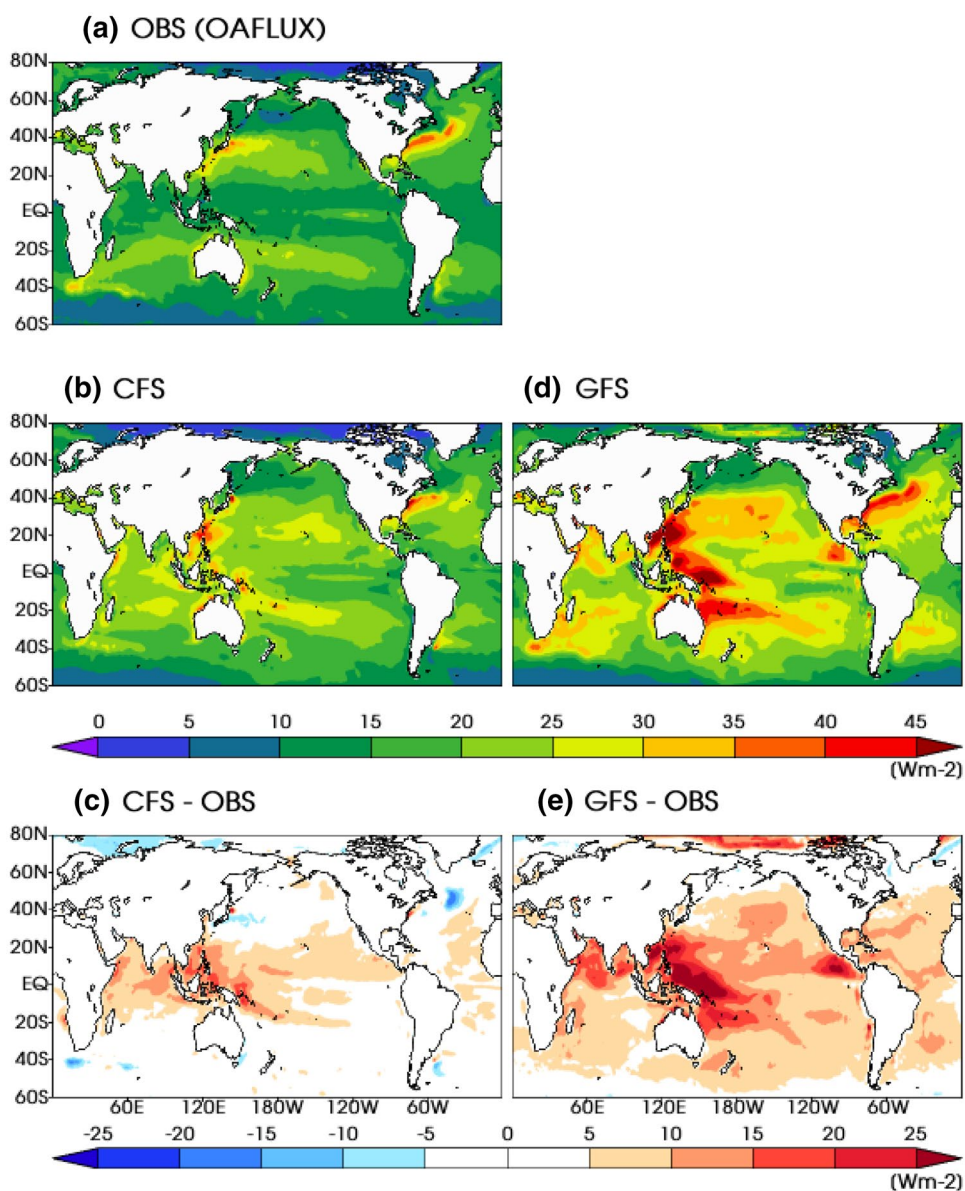 (a) OBS (OAFLUX)
80N
60N
40N
20N
EQ
20S
40S
60S
(b) CFS
(d) GFS
80N
60N
40N
20N
EQ
20S
40S
60S
0 5 10 15 20 25 30 35 40 45
(Wm-2)
(c) CFS - OBS
(e) GFS - OBS
80N
60N
40N
20N
EQ
20S
40S
60S
60E 120E 180W 120W 60W
60E 120E 180W 120W 60W
-25 -20 -15 -10 -5 0 5 10 15 20 25
(Wm-2)